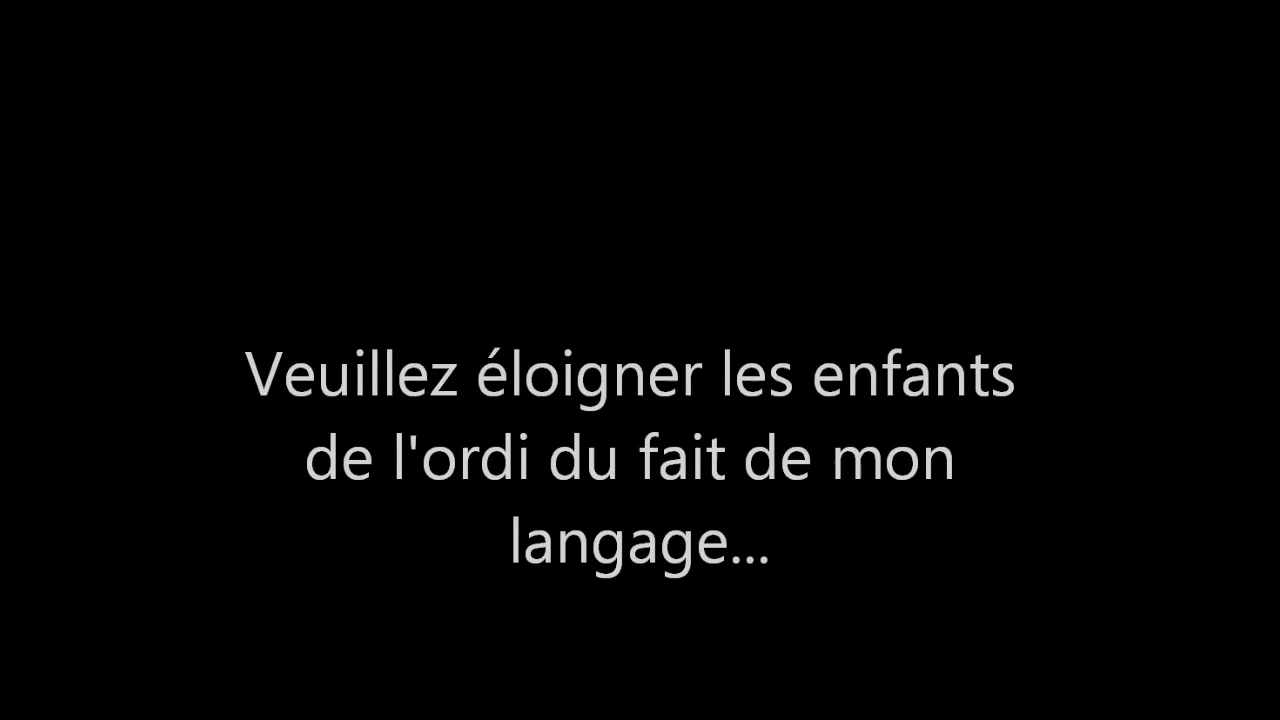 Veuillez éloigner les enfants
de l'ordi du fait de mon
langage...